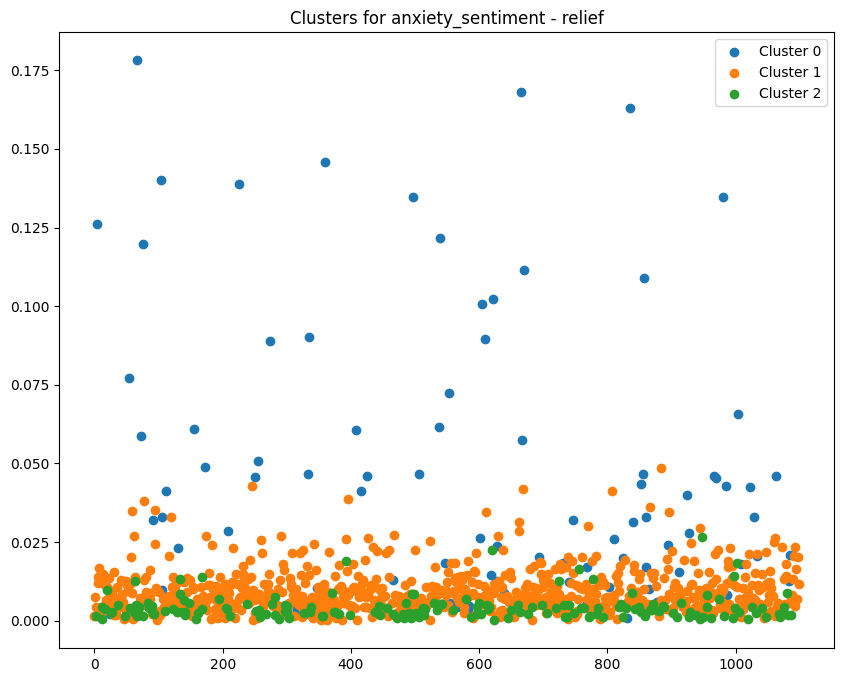 Clusters for anxiety_sentiment - relief
Cluster 0
Cluster 1
Cluster 2
0.175
0.150
0.125
0.100
0.075
0.050
0.025
0.000
0 200 400 600 800 1000